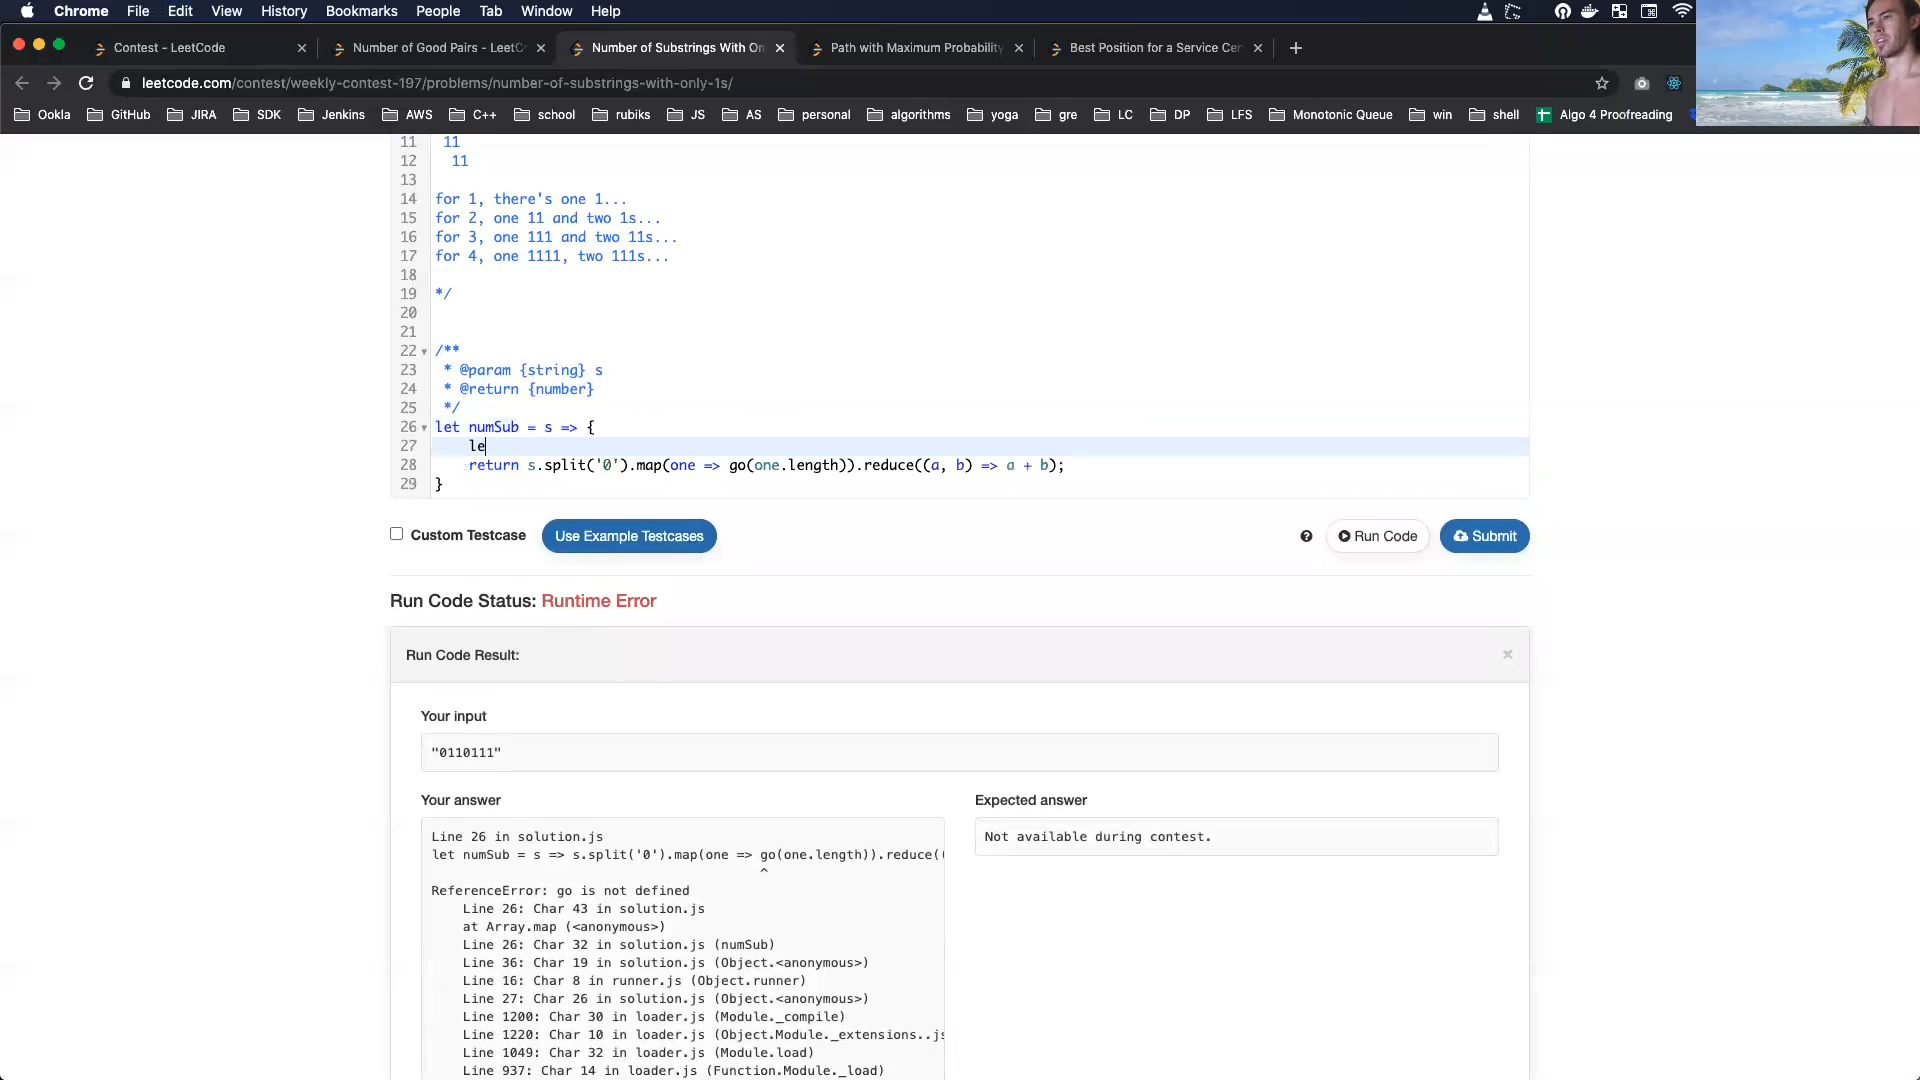 Chrome File Edit View History Bookmarks People Tab Window Help
Contest - LeetCode
Number of Good Pairs - LeetC
Number of Substrings With On
Path with Maximum Probability
Best Position for a Service Cer
leetcode.com/contest/weekly-contest-197/problems/number-of-substrings-with-only-1s/
Ookla GitHub JIRA SDK Jenkins AWS C++ school rubiks JS AS personal algorithms yoga gre LC DP LFS Monotonic Queue win shell Algo 4 Proofreading
11 11
12 11
13
14 for 1, there's one 1...
15 for 2, one 11 and two 1s...
16 for 3, one 111 and two 11s...
17 for 4, one 1111, two 111s...
18
19 */
20
21
22 /**
23 * @param {string} s
24 * @return {number}
25 */
26 let numSub = s => {
27 le
28 return s.split('0').map(one => go(one.length)).reduce((a, b) => a + b);
29 }
Custom Testcase Use Example Testcases Run Code Submit
Run Code Status: Runtime Error
Run Code Result:
Your input
"0110111"
Your answer
Expected answer
Line 26 in solution.js
Not available during contest.
let numSub = s => s.split('0').map(one => go(one.length)).reduce((
^
ReferenceError: go is not defined
Line 26: Char 43 in solution.js
at Array.map (<anonymous>)
Line 26: Char 32 in solution.js (numSub)
Line 36: Char 19 in solution.js (Object.<anonymous>)
Line 16: Char 8 in runner.js (Object.runner)
Line 27: Char 26 in solution.js (Object.<anonymous>)
Line 1200: Char 30 in loader.js (Module._compile)
Line 1220: Char 10 in loader.js (Object.Module._extensions..js
Line 1049: Char 32 in loader.js (Module.load)
Line 937: Char 14 in loader.js (Function.Module._load)